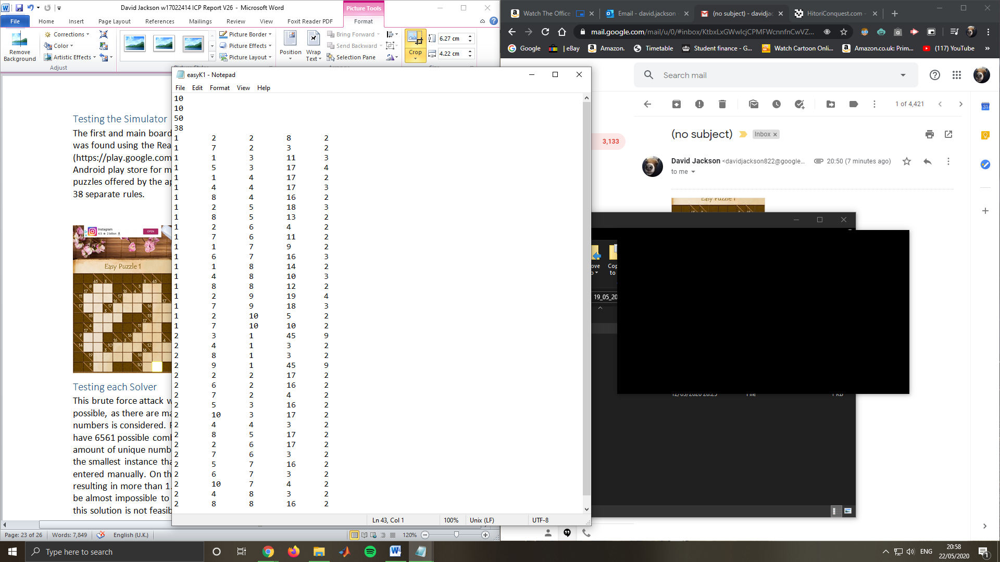 David Jackson w17022414 ICP Report V26 - Microsoft Word
Picture Tools
File Home Insert Page Layout References Mailings Review View Foxit Reader PDF Format
Remove Background
Corrections
Color
Artistic Effects
Adjust
Picture Border
Picture Effects
Picture Layout
Position
Wrap Text
Bring Forward
Send Backward
Selection Pane
Crop
6.27 cm
4.22 cm
Testing the Simulator
The first and main board
was found using the Rea
(https://play.google.com
Android play store for m
puzzles offered by the ap
38 separate rules.
Instagram
OPEN
Easy Puzzle 1
Testing each Solver
This brute force attack w
possible, as there are ma
numbers is considered. F
have 6561 possible comb
amount of unique numb
the smallest instance tha
entered manually. On th
resulting in more than 1.
be almost impossible to
this solution is not feasib
Page: 23 of 26 Words: 7,849 English (U.K.) 120%
easyK1 - Notepad
File Edit Format View Help
10
10
50
38
1 2 2 8 2
1 7 2 3 2
1 1 3 11 3
1 5 3 17 4
1 1 4 17 2
1 4 4 17 3
1 8 4 16 2
1 2 5 18 3
1 8 5 13 2
1 2 6 4 2
1 7 6 11 2
1 1 7 9 2
1 6 7 16 3
1 1 8 14 2
1 4 8 10 3
1 8 8 12 2
1 2 9 19 4
1 7 9 18 3
1 2 10 5 2
1 7 10 10 2
2 3 1 45 9
2 4 1 3 2
2 8 1 3 2
2 9 1 45 9
2 2 2 17 2
2 6 2 16 2
2 7 2 4 2
2 5 3 16 2
2 10 3 17 2
2 4 4 3 2
2 8 5 17 2
2 2 6 17 2
2 7 6 3 2
2 5 7 16 2
2 6 7 3 2
2 10 7 4 2
2 4 8 3 2
2 8 8 16 2
Ln 43, Col 1 100% Unix (LF) UTF-8
Watch The Office
Email - david.jackson
(no subject) - davidjac
HitoriConquest.com -
mail.google.com/mail/u/0/#inbox/KtbxLxGWwIcjCPMFWcnnfnCwVZ...
Google | eBay Amazon. Timetable Student finance - G... Watch Cartoon Onli... Amazon.co.uk: Prim... (117) YouTube »
Search mail
1 of 4,421
3,133
(no subject)
Inbox
David Jackson <davidjackson822@google...
20:50 (7 minutes ago)
to me
Easy Puzzle 1
ove
to
19_05_20
12/05/2020 20:25 File 1 KB
Type here to search
ENG
20:58
22/05/2020